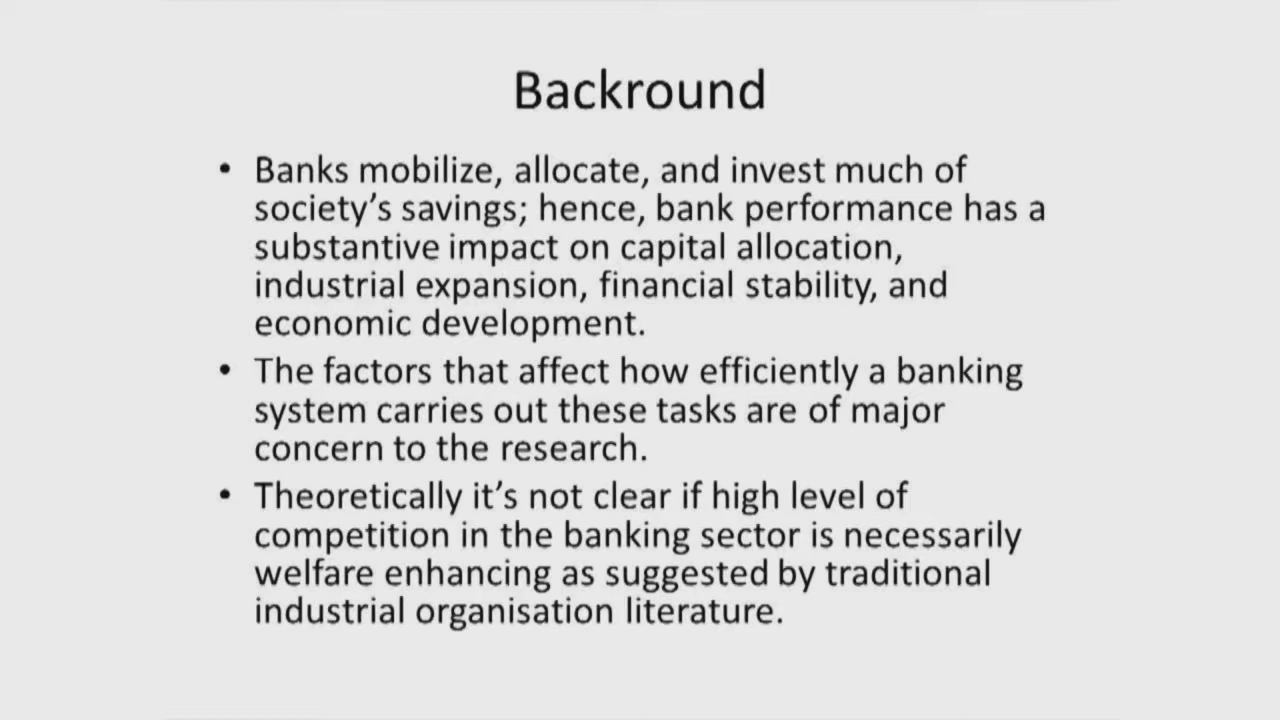 Backround
• Banks mobilize, allocate, and invest much of
society’s savings; hence, bank performance has a
substantive impact on capital allocation,
industrial expansion, financial stability, and
economic development.
• The factors that affect how efficiently a banking
system carries out these tasks are of major
concern to the research.
• Theoretically it’s not clear if high level of
competition in the banking sector is necessarily
welfare enhancing as suggested by traditional
industrial organisation literature.